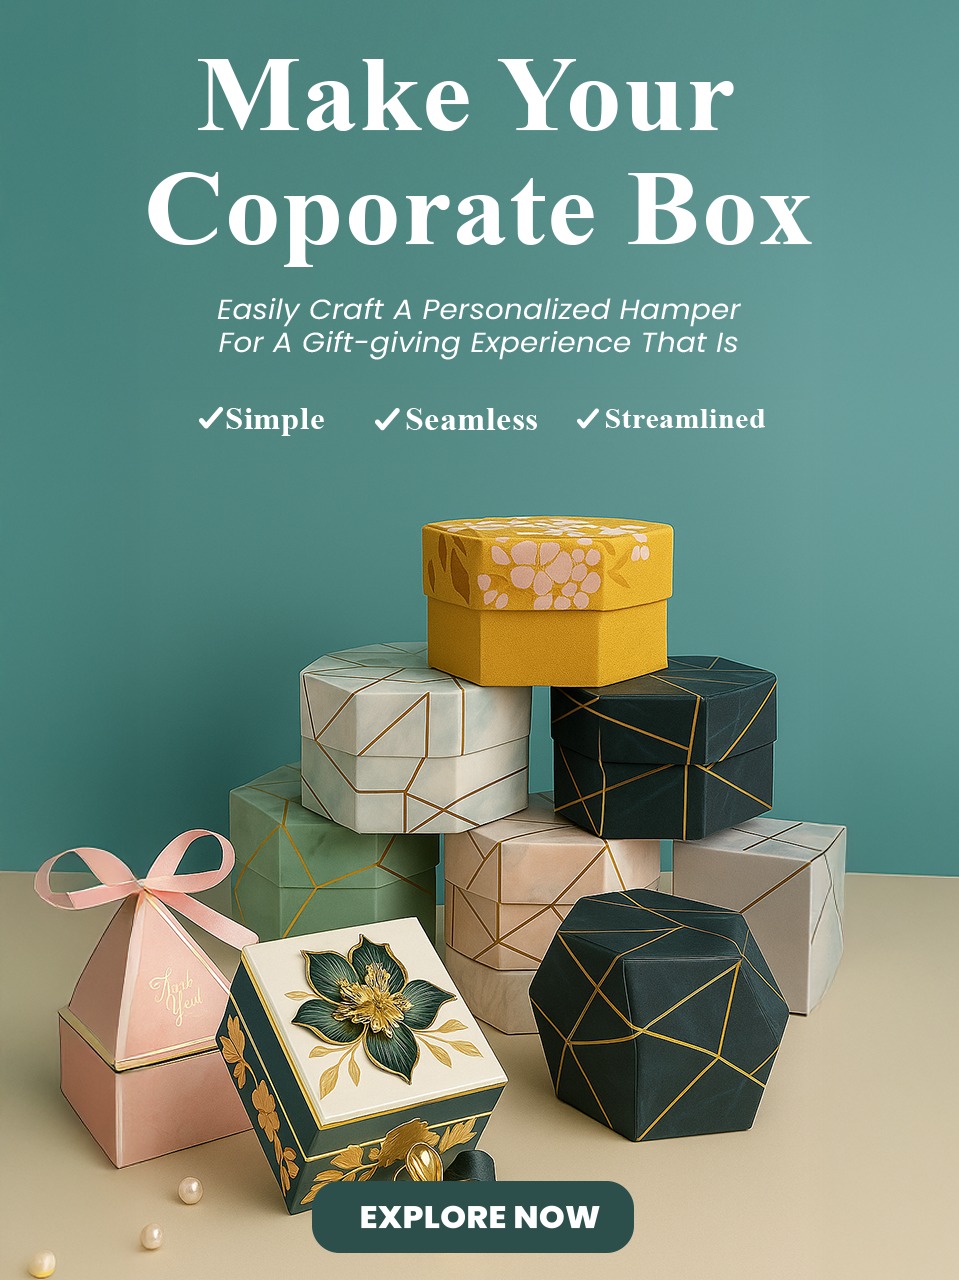 Make Your
Coporate Box
Easily Craft A Personalized Hamper
For A Gift-giving Experience That Is
Simple Seamless Streamlined
EXPLORE NOW